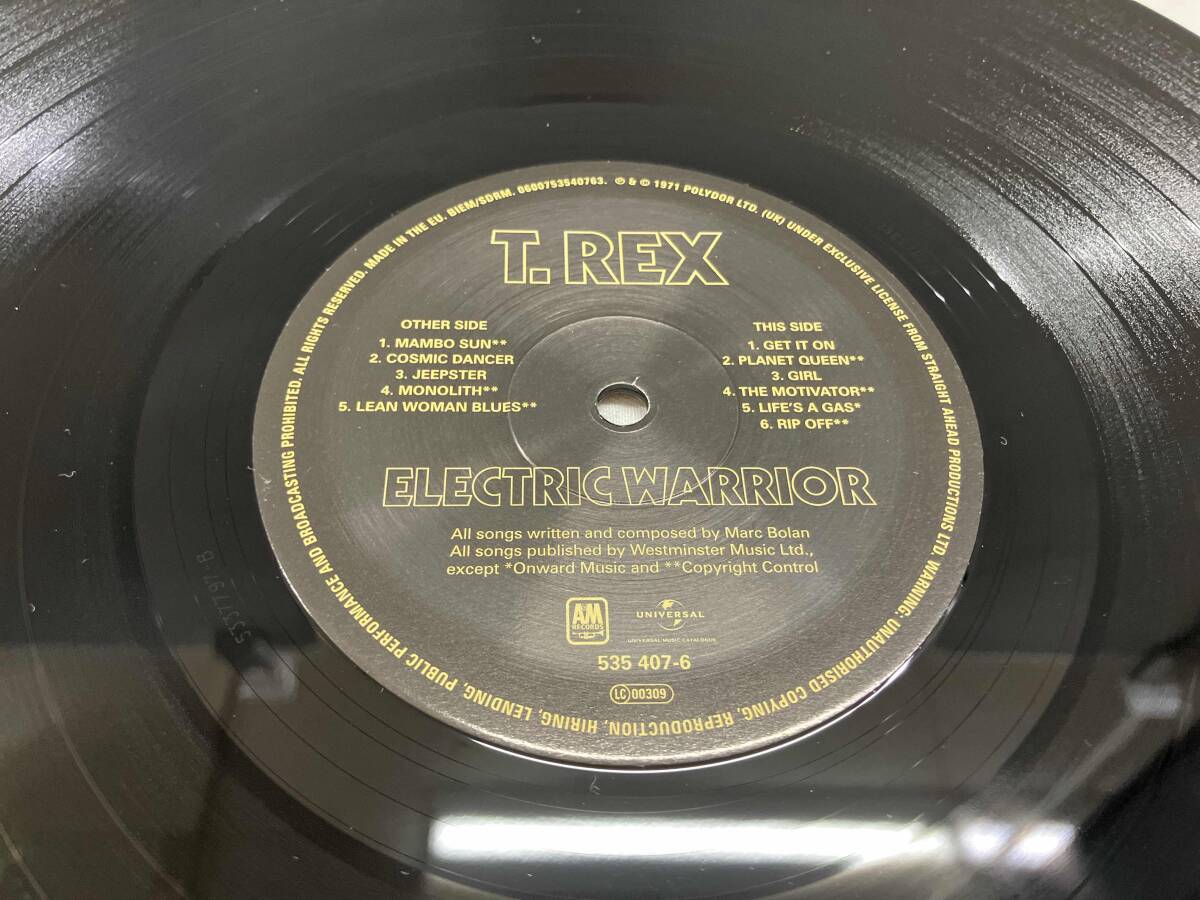 MADE IN THE EU. BIEM/SDRM. 0600753540763. ℗ & © 1971 POLYDOR LTD. (UK) UNDER EXCLUSIVE LICENSE FROM STRAIGHT AHEAD PRODUCTIONS LTD. WARNING: UNAUTHORISED COPYING, REPRODUCTION, HIRING, LENDING, PUBLIC PERFORMANCE AND BROADCASTING PROHIBITED. ALL RIGHTS RESERVED.
T. REX
OTHER SIDE
1. MAMBO SUN**
2. COSMIC DANCER
3. JEEPSTER
4. MONOLITH**
5. LEAN WOMAN BLUES**
THIS SIDE
1. GET IT ON
2. PLANET QUEEN**
3. GIRL
4. THE MOTIVATOR**
5. LIFE'S A GAS*
6. RIP OFF**
ELECTRIC WARRIOR
All songs written and composed by Marc Bolan
All songs published by Westminster Music Ltd.,
except *Onward Music and **Copyright Control
A&M
RECORDS
UNIVERSAL
UNIVERSAL MUSIC CATALOGUE
535 407-6
LC 00309